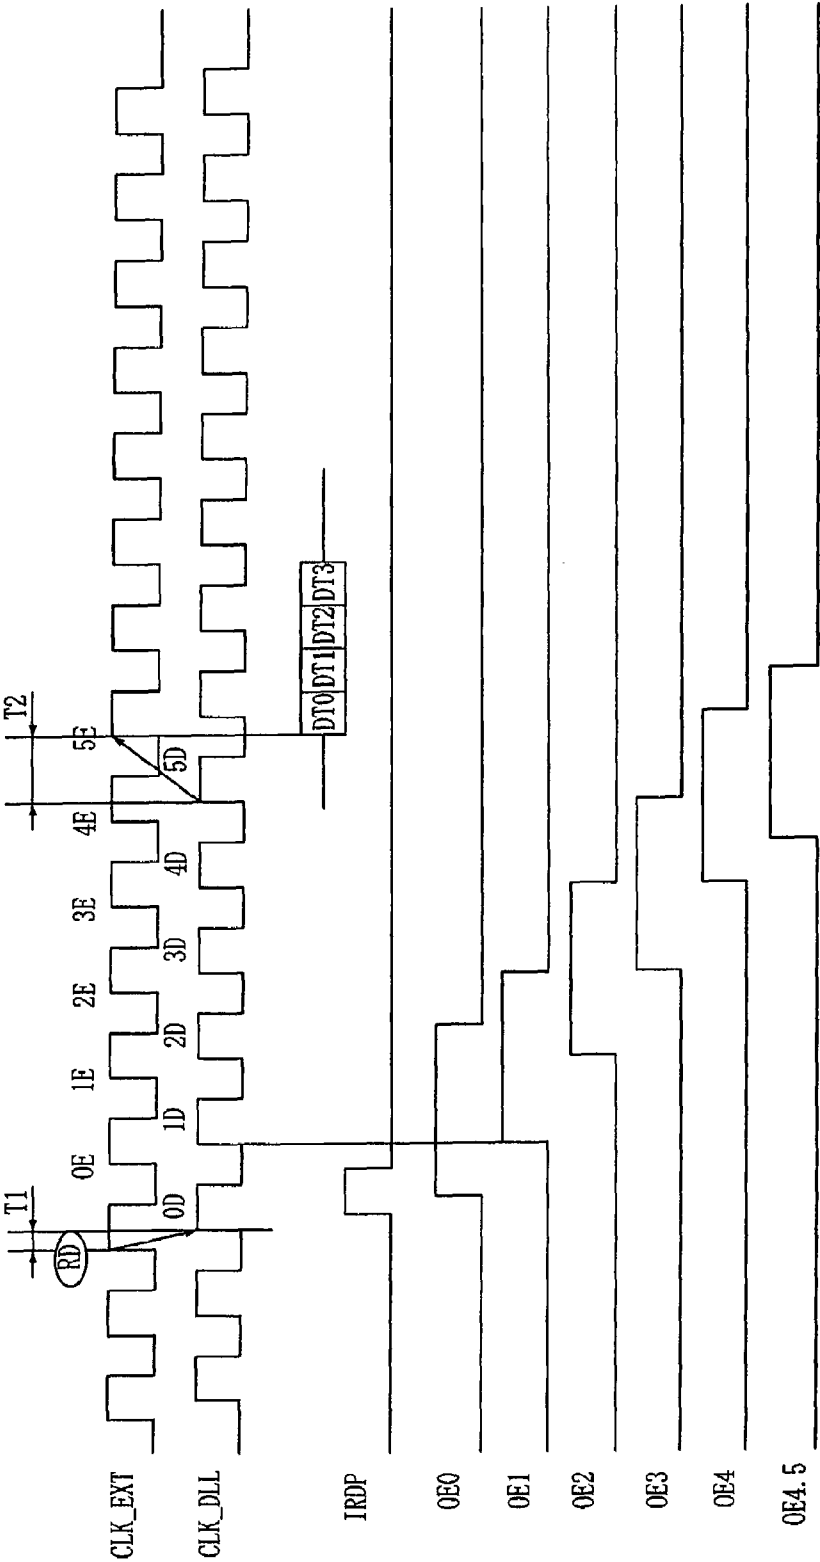 T1
T2
RD
0E
1E
2E
3E
4E
5E
CLK_EXT
0D
1D
2D
3D
4D
5D
CLK_DLL
DT0 DT1 DT2 DT3
IRDP
OE0
OE1
OE2
OE3
OE4
OE4.5